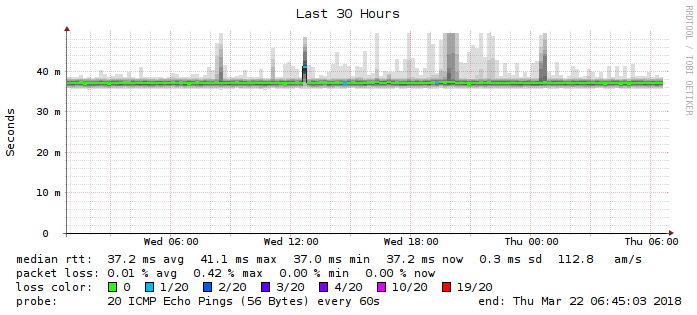 Last 30 Hours
RRDTOOL / TOBI OETIKER
Seconds
40 m
30 m
20 m
10 m
0
Wed 06:00 Wed 12:00 Wed 18:00 Thu 00:00 Thu 06:00
median rtt: 37.2 ms avg 41.1 ms max 37.0 ms min 37.2 ms now 0.3 ms sd 112.8 am/s
packet loss: 0.01 % avg 0.42 % max 0.00 % min 0.00 % now
loss color: 0 1/20 2/20 3/20 4/20 10/20 19/20
probe: 20 ICMP Echo Pings (56 Bytes) every 60s end: Thu Mar 22 06:45:03 2018